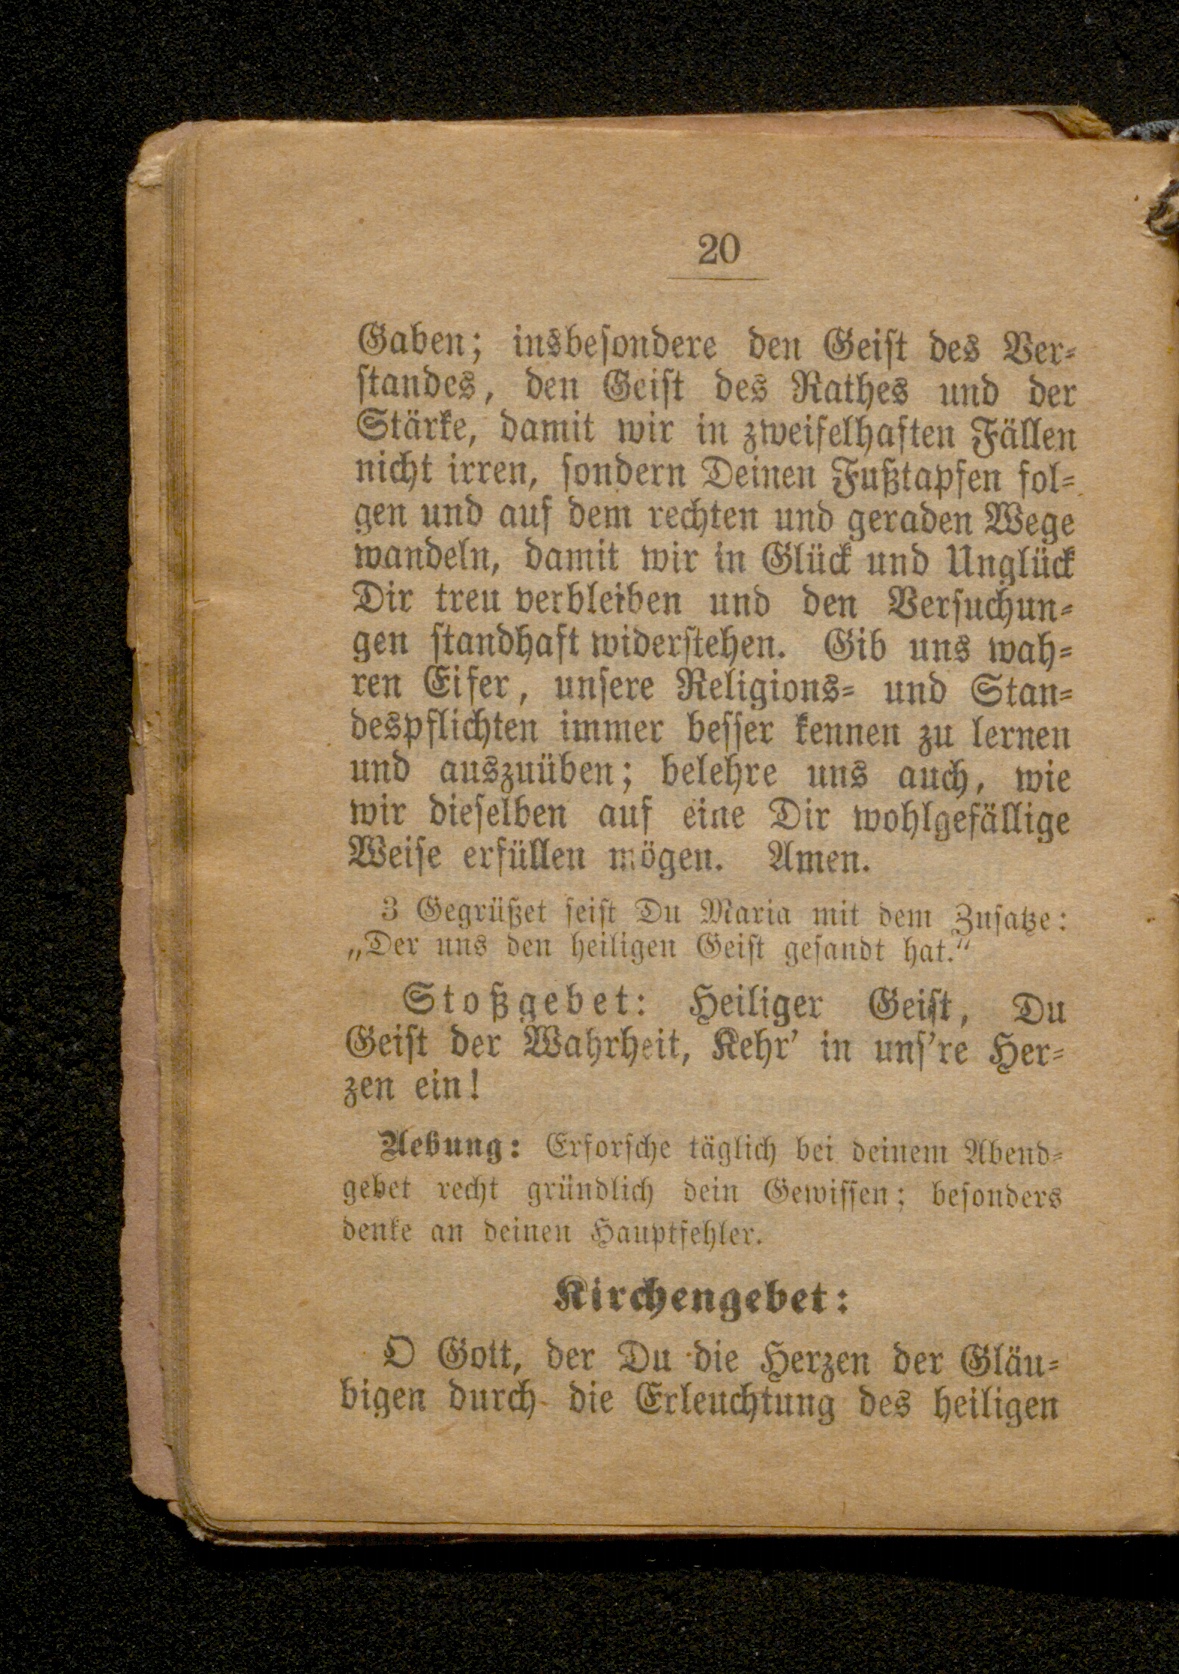 20
Gaben; insbesondere den Geist des Ver-
standes, den Geist des Rathes und der
Stärke, damit wir in zweifelhaften Fällen
nicht irren, sondern Deinen Fußtapfen fol-
gen und auf dem rechten und geraden Wege
wandeln, damit wir in Glück und Unglück
Dir treu verbleiben und den Versuchun-
gen standhaft widerstehen. Gib uns wah-
ren Eifer, unsere Religions- und Stan-
despflichten immer besser kennen zu lernen
und auszuüben; belehre uns auch, wie
wir dieselben auf eine Dir wohlgefällige
Weise erfüllen mögen. Amen.
3 Gegrüßet seist Du Maria mit dem Zusatze:
„Der uns den heiligen Geist gesandt hat.“
Stoßgebet: Heiliger Geist, Du
Geist der Wahrheit, Kehr’ in uns’re Her-
zen ein!
Uebung: Erforsche täglich bei deinem Abend-
gebet recht gründlich dein Gewissen; besonders
denke an deinen Hauptfehler.
Kirchengebet:
O Gott, der Du die Herzen der Gläu-
bigen durch die Erleuchtung des heiligen